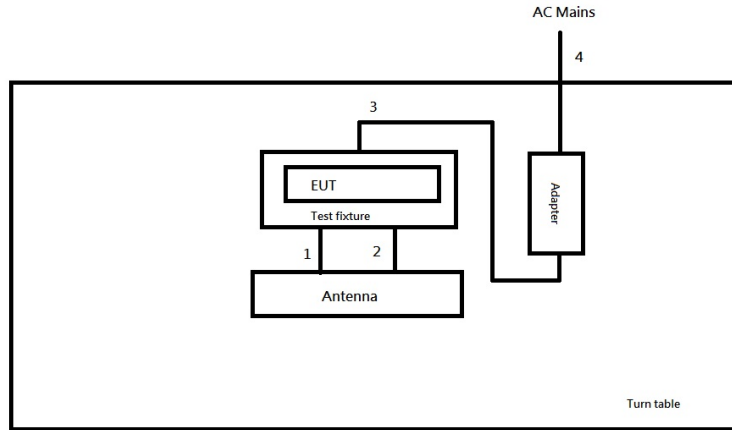 AC Mains
4
3
EUT
Adapter
Test fixture
1
2
Antenna
Turn table